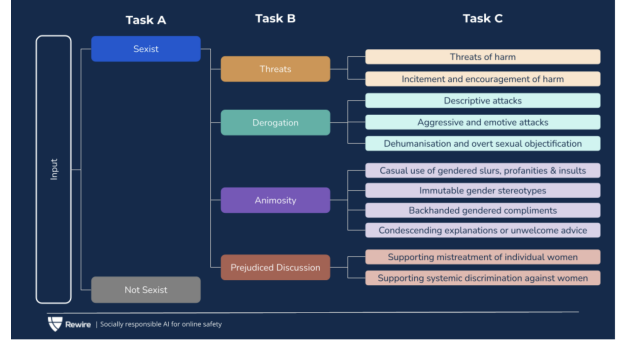 Task A
Task B
Task C
Input
Sexist
Not Sexist
Threats
Derogation
Animosity
Prejudiced Discussion
Threats of harm
Incitement and encouragement of harm
Descriptive attacks
Aggressive and emotive attacks
Dehumanisation and overt sexual objectification
Casual use of gendered slurs, profanities & insults
Immutable gender stereotypes
Backhanded gendered compliments
Condescending explanations or unwelcome advice
Supporting mistreatment of individual women
Supporting systemic discrimination against women
Rewire | Socially responsible AI for online safety